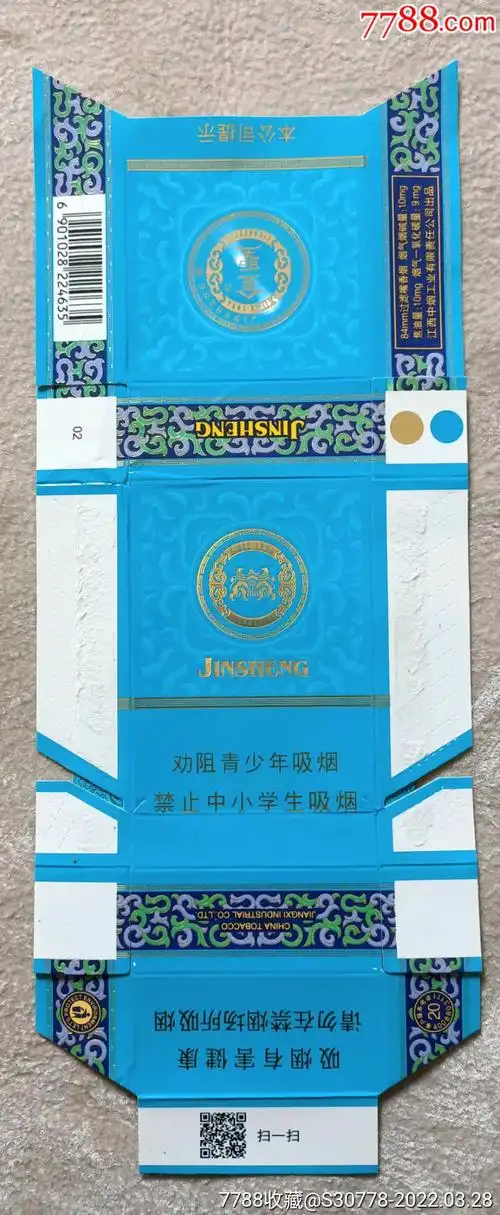 7788.com
本公司提示
6 901028 224635
84mm过滤嘴香烟 烟气烟碱量:1.0mg
焦油量:10mg 烟气一氧化碳量:9mg
江西中烟工业有限责任公司出品
JINSHENG
02
JINSHENG
劝阻青少年吸烟
禁止中小学生吸烟
CHINA TOBACCO
JIANGXI INDUSTRIAL CO.,LTD.
吸烟有害健康
请勿在禁烟场所吸烟
20
扫一扫
7788收藏@S30778-2022.03.28